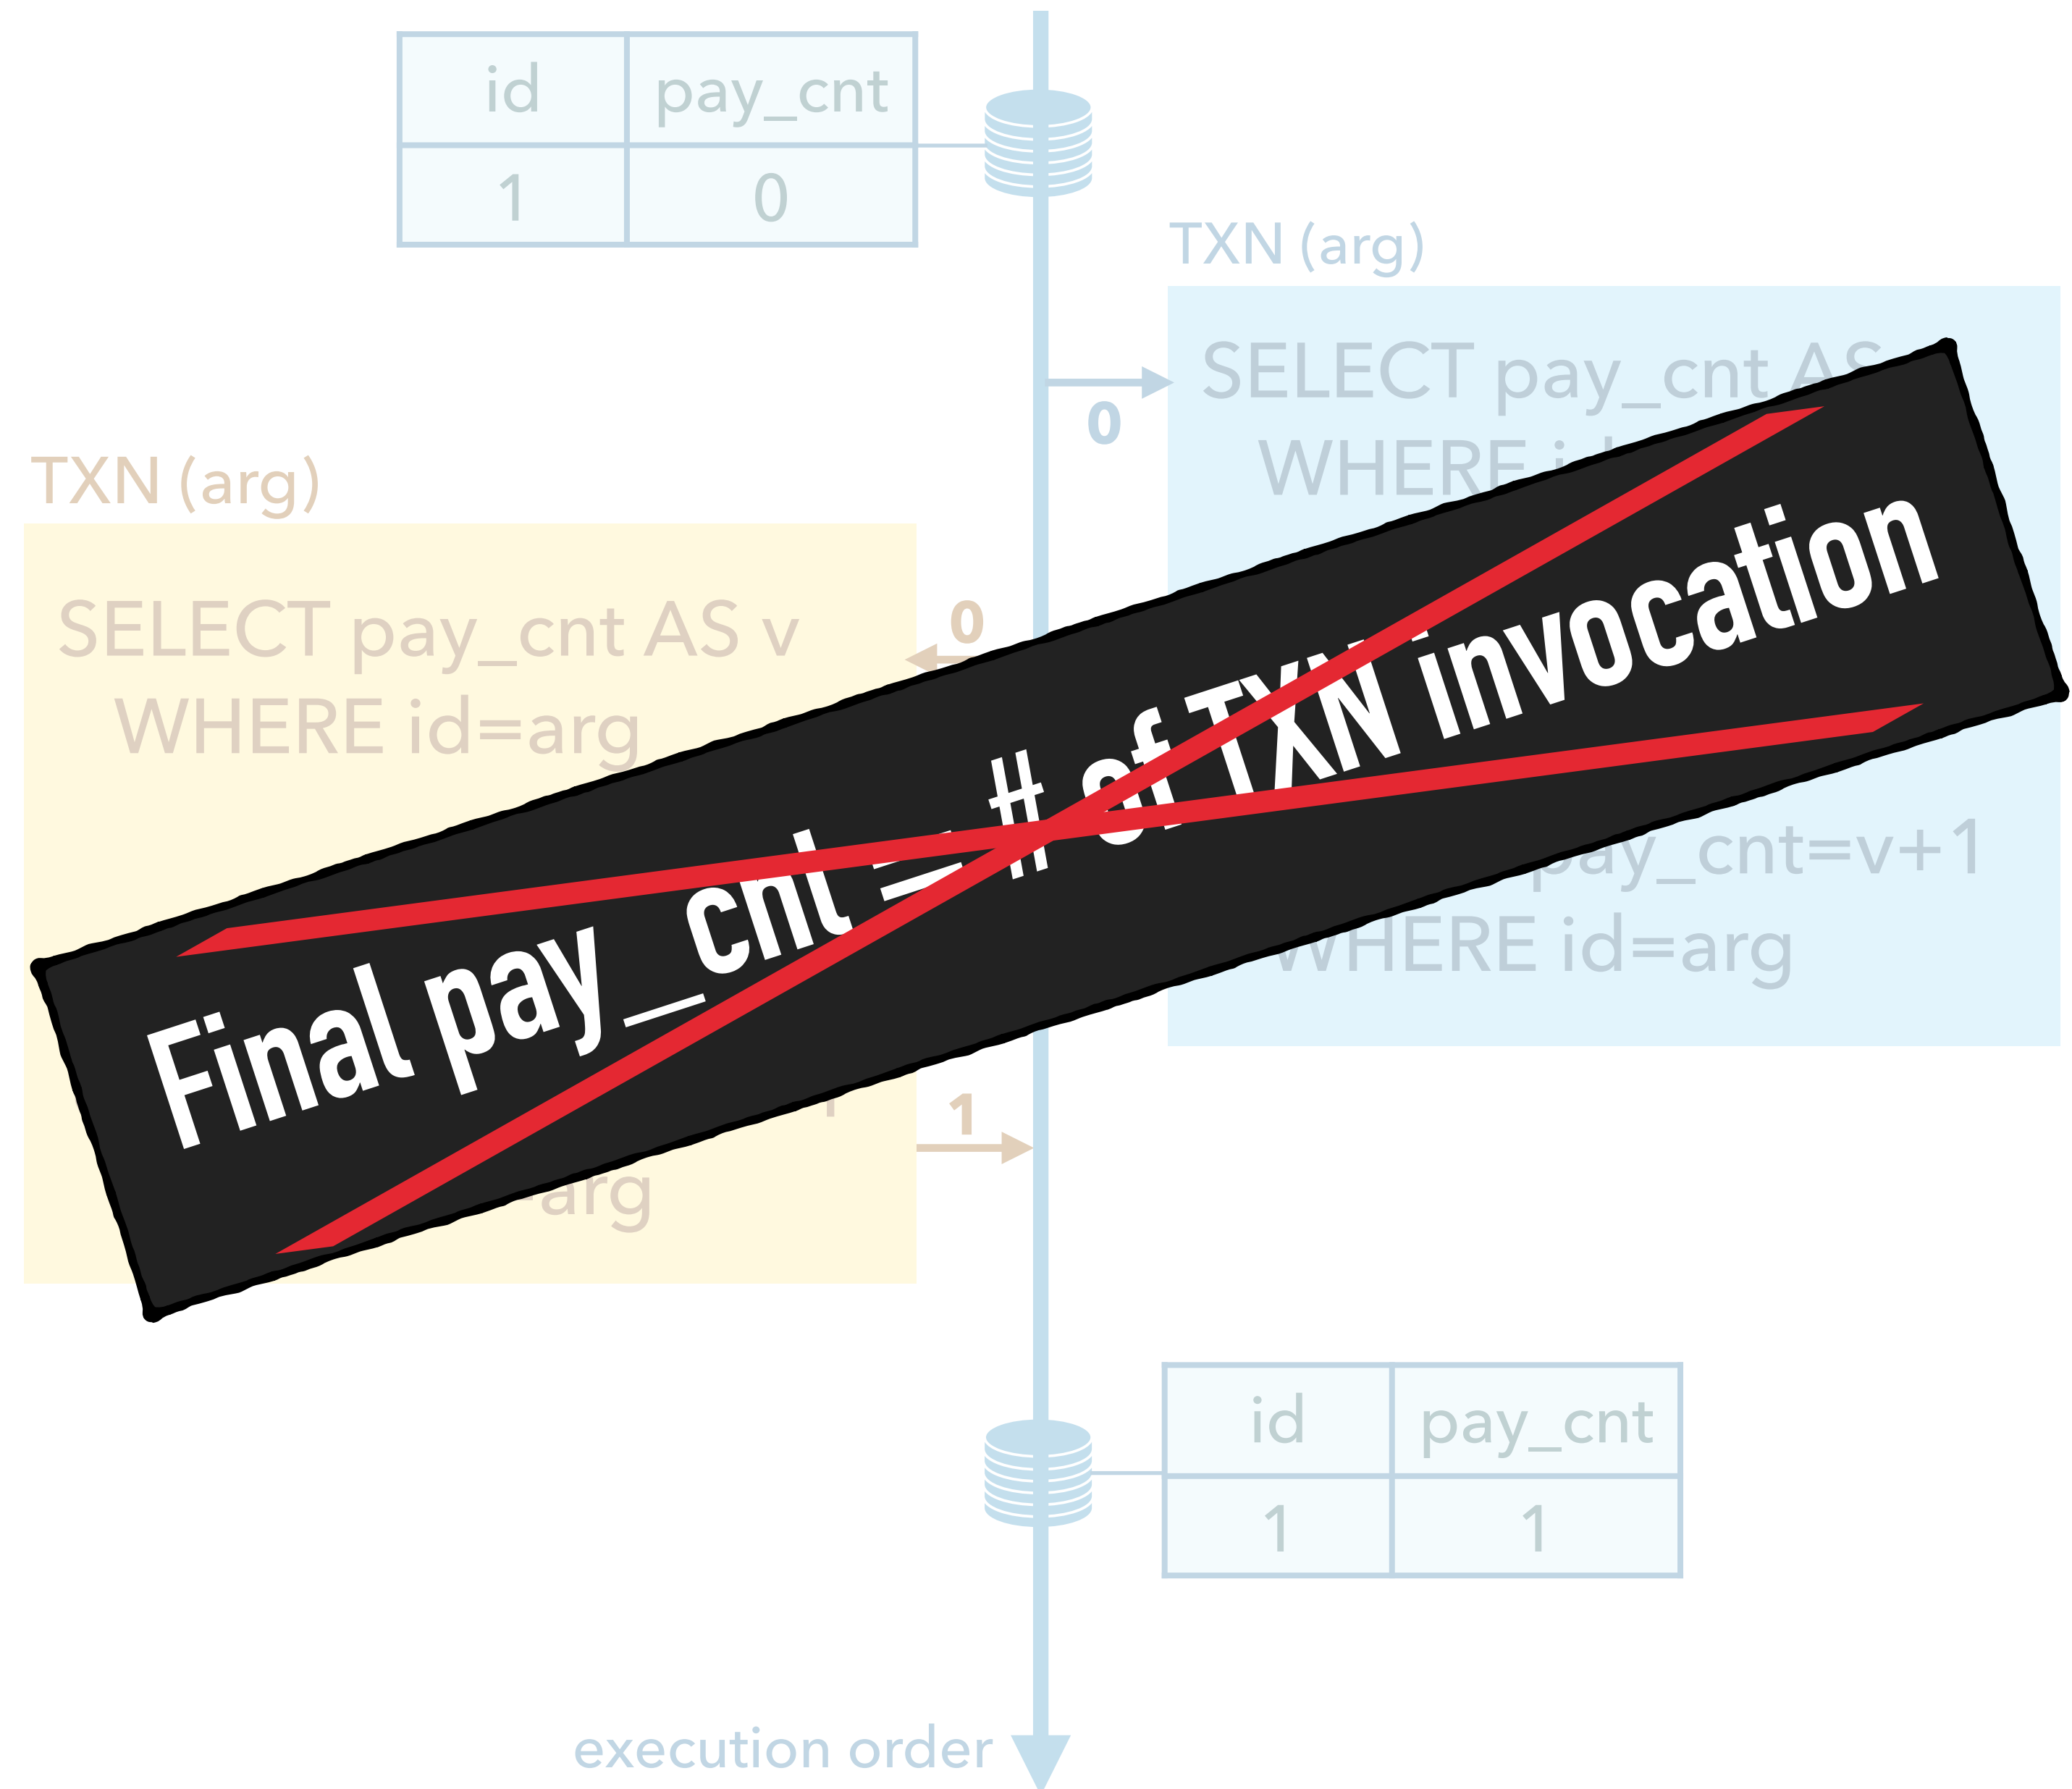 id pay_cnt
1 0
TXN (arg)
SELECT pay_cnt AS
WHERE id
0
TXN (arg)
SELECT pay_cnt AS v
WHERE id=arg
0
Final pay_cnt = # of TXN invocation
pay_cnt=v+1
WHERE id=arg
1
=arg
id pay_cnt
1 1
execution order